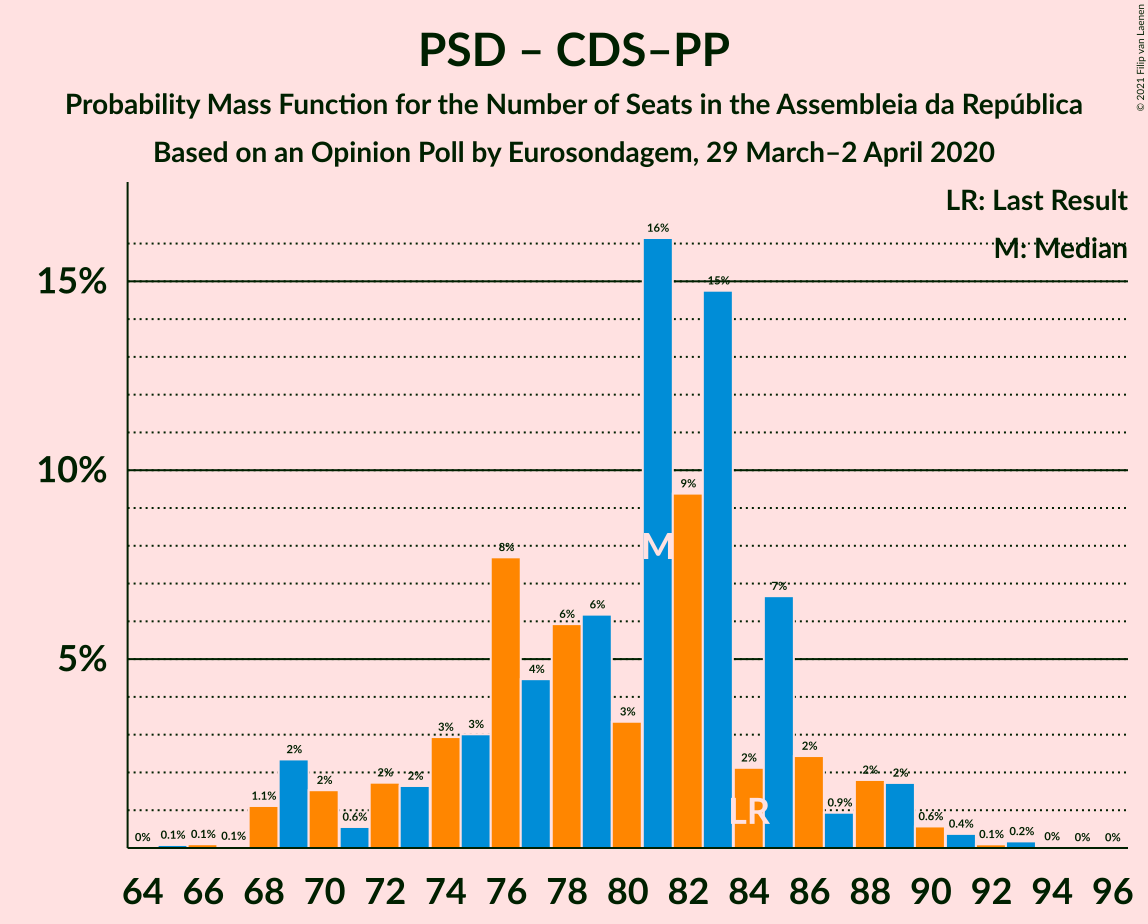 PSD – CDS–PP
Probability Mass Function for the Number of Seats in the Assembleia da República
Based on an Opinion Poll by Eurosondagem, 29 March–2 April 2020
© 2021 Filip van Laenen
LR: Last Result
M: Median
15%
10%
5%
0% 0.1% 0.1% 0.1% 1.1% 2% 2% 0.6% 2% 2% 3% 3% 8% 4% 6% 6% 3% 16% 9% 15% 2% 7% 2% 0.9% 2% 2% 0.6% 0.4% 0.1% 0.2% 0% 0% 0%
M
LR
64 66 68 70 72 74 76 78 80 82 84 86 88 90 92 94 96